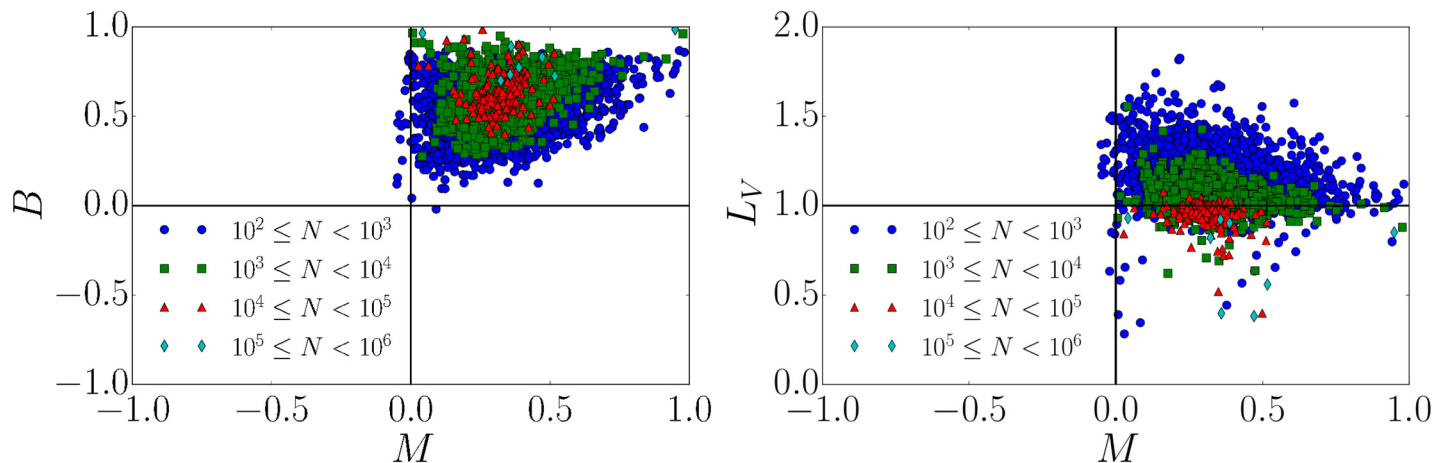 1.0
0.5
B
0.0
−0.5
−1.0
10² ≤ N < 10³
10³ ≤ N < 10⁴
10⁴ ≤ N < 10⁵
10⁵ ≤ N < 10⁶
−1.0 −0.5 0.0 0.5 1.0
M
2.0
1.5
L_V
1.0
0.5
0.0
10² ≤ N < 10³
10³ ≤ N < 10⁴
10⁴ ≤ N < 10⁵
10⁵ ≤ N < 10⁶
−1.0 −0.5 0.0 0.5 1.0
M